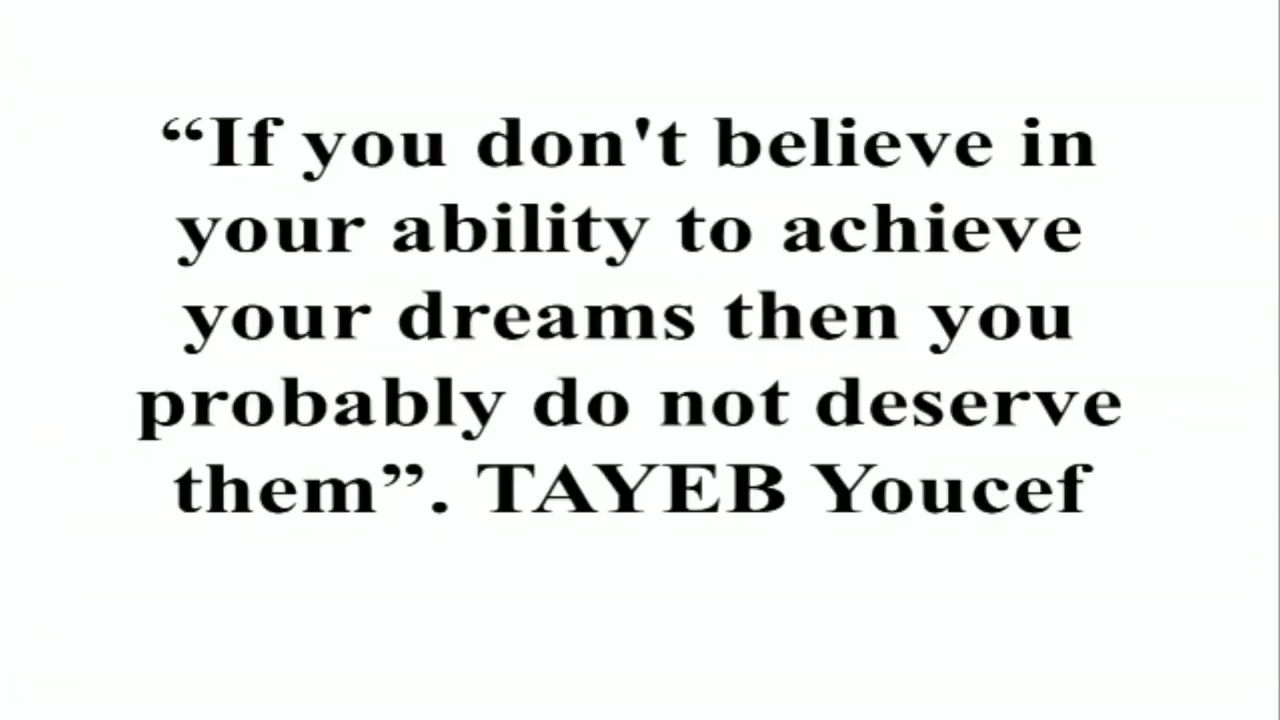 “If you don't believe in
your ability to achieve
your dreams then you
probably do not deserve
them”. TAYEB Youcef